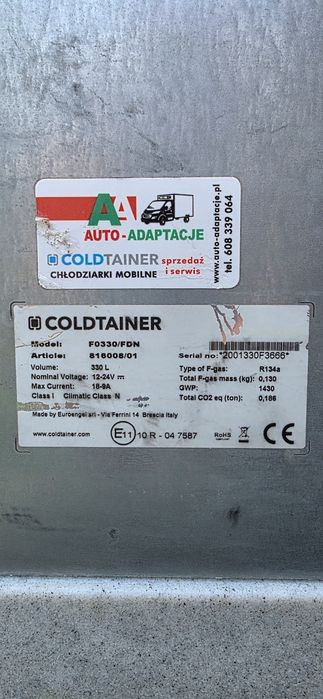 AA
AUTO-ADAPTACJE
COLDTAINER sprzedaż i serwis
CHŁODZIARKI MOBILNE
www.auto-adaptacje.pl
tel. 608 339 064
COLDTAINER
Model: F0330/FDN
Article: 816008/01 Serial no: *2001330F3666*
Volume: 330 L Type of F-gas: R134a
Nominal Voltage: 12-24V Total F-gas mass (kg): 0,130
Max Current: 18-9A GWP: 1430
Class I Climatic Class N Total CO2 eq (ton): 0,186
Made by Euroengel srl - Via Ferrini 14 Brescia Italy
www.coldtainer.com E11 10 R - 04 7587 RoHS CE